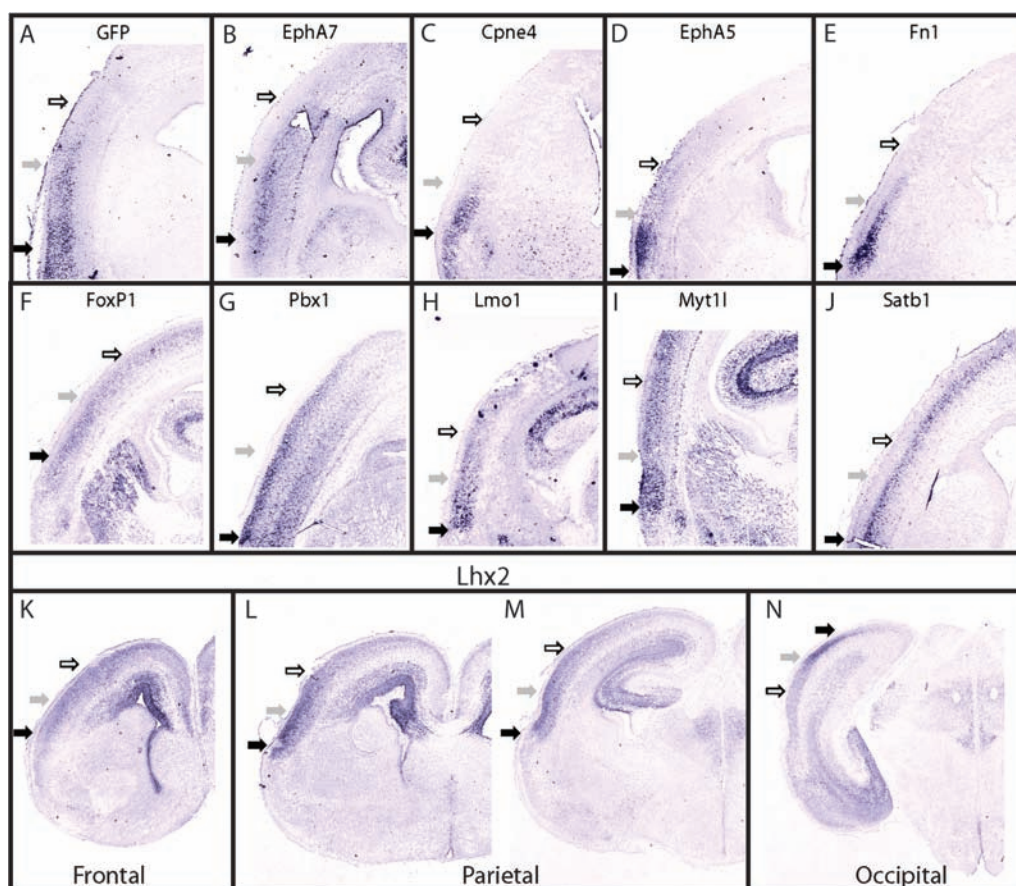 A GFP B EphA7 C Cpne4 D EphA5 E Fn1
F FoxP1 G Pbx1 H Lmo1 I Myt1l J Satb1
Lhx2
K L M N
Frontal Parietal Occipital